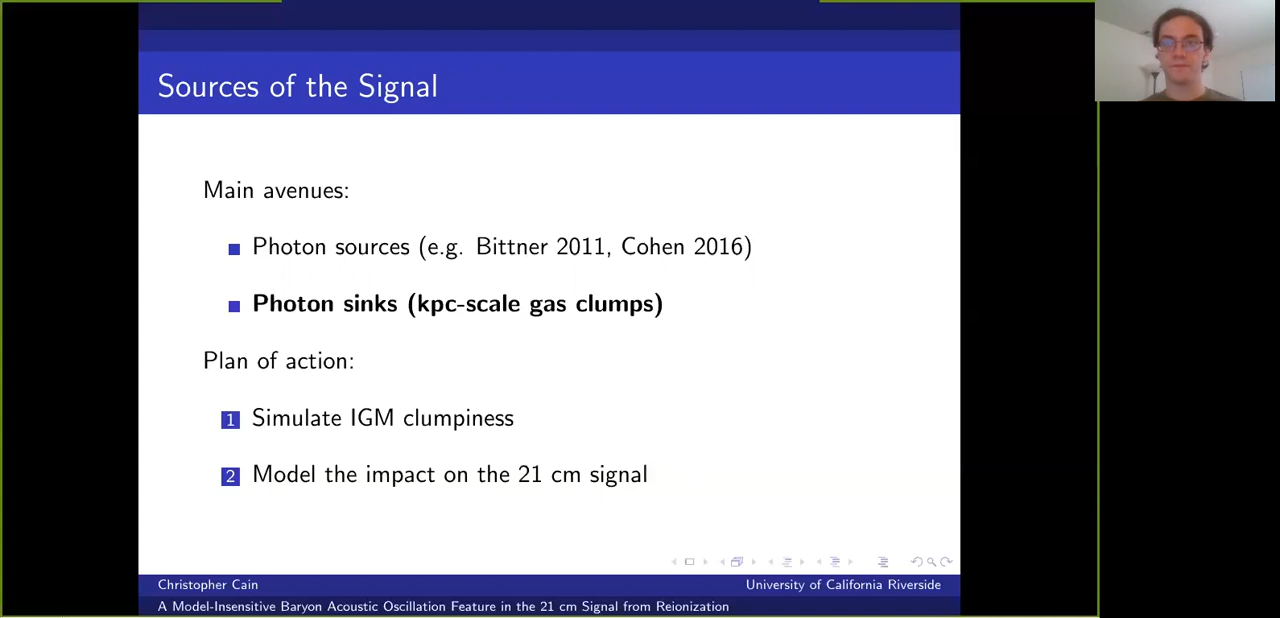 Sources of the Signal
Main avenues:
Photon sources (e.g. Bittner 2011, Cohen 2016)
Photon sinks (kpc-scale gas clumps)
Plan of action:
1 Simulate IGM clumpiness
2 Model the impact on the 21 cm signal
Christopher Cain University of California Riverside
A Model-Insensitive Baryon Acoustic Oscillation Feature in the 21 cm Signal from Reionization